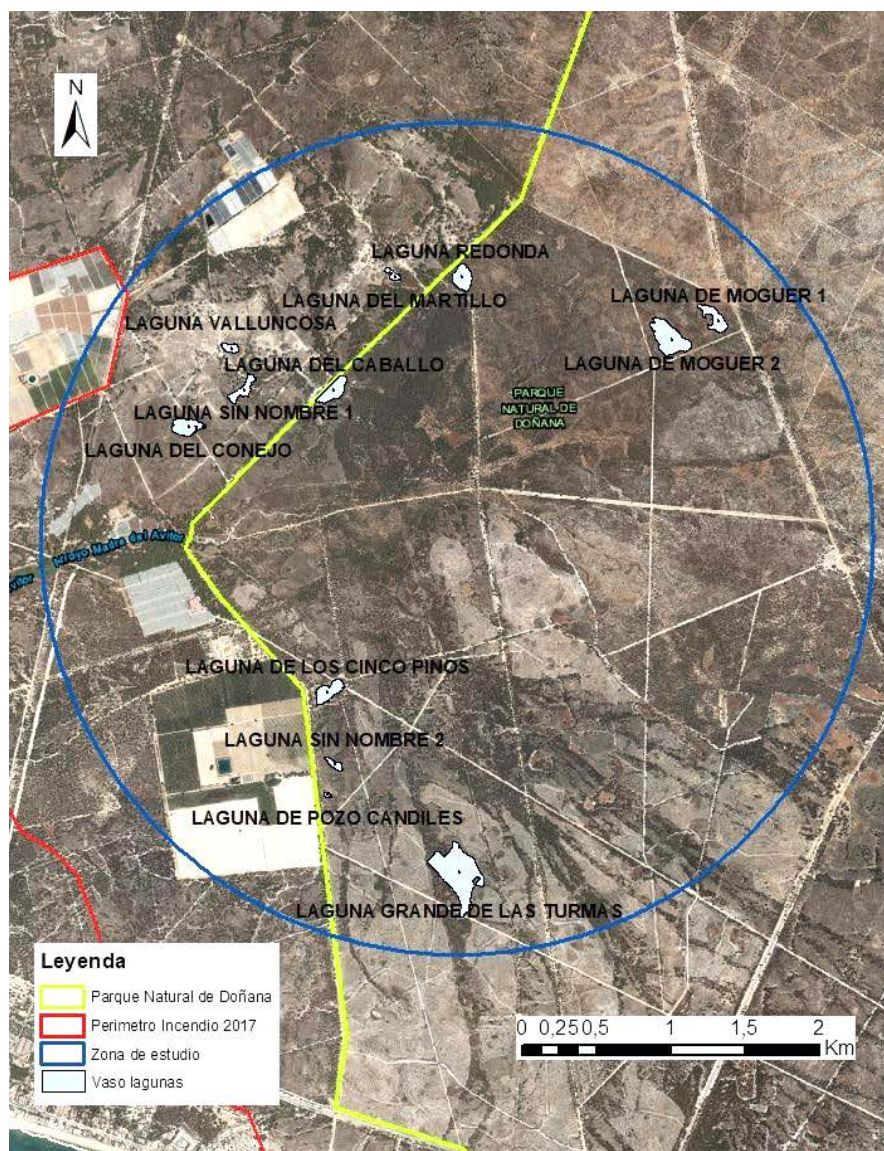 N
LAGUNA REDONDA
LAGUNA DEL MARTILLO
LAGUNA DE MOGUER 1
LAGUNA VALLUNCOSA
LAGUNA DEL CABALLO
LAGUNA DE MOGUER 2
PARQUE
NATURAL DE
DOÑANA
LAGUNA SIN NOMBRE 1
LAGUNA DEL CONEJO
Arroyo Madre del Avitor
Avitor
LAGUNA DE LOS CINCO PINOS
LAGUNA SIN NOMBRE 2
LAGUNA DE POZO CANDILES
LAGUNA GRANDE DE LAS TURMAS
Leyenda
Parque Natural de Doñana
Perimetro Incendio 2017
Zona de estudio
Vaso lagunas
0 0,25 0,5 1 1,5 2
Km